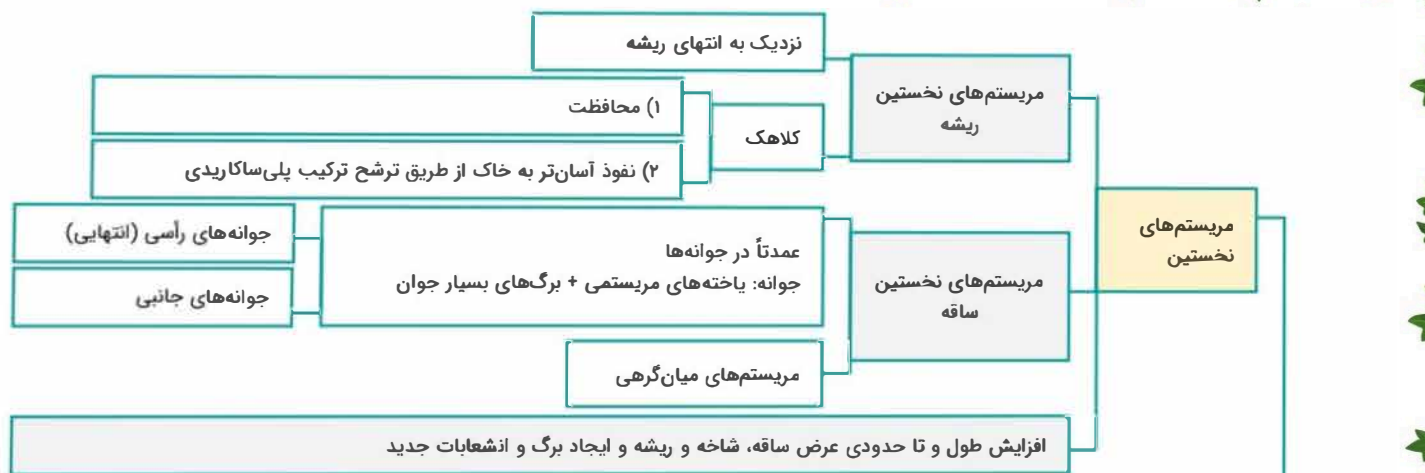 مریستم‌های
نخستین
مریستم‌های نخستین
ریشه
نزدیک به انتهای ریشه
کلاهک
۱) محافظت
۲) نفوذ آسان‌تر به خاک از طریق ترشح ترکیب پلی‌ساکاریدی
مریستم‌های نخستین
ساقه
عمدتاً در جوانه‌ها
جوانه: یاخته‌های مریستمی + برگ‌های بسیار جوان
جوانه‌های رأسی (انتهایی)
جوانه‌های جانبی
مریستم‌های میان‌گرهی
افزایش طول و تا حدودی عرض ساقه، شاخه و ریشه و ایجاد برگ و انشعابات جدید